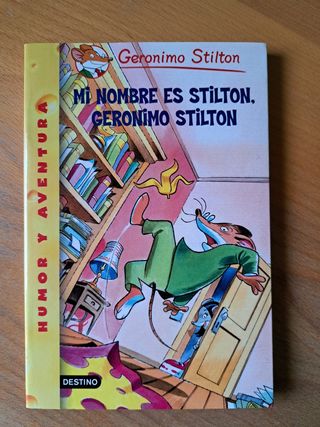 Geronimo Stilton
MI NOMBRE ES STILTON,
GERONIMO STILTON
HUMOR Y AVENTURA
DESTINO